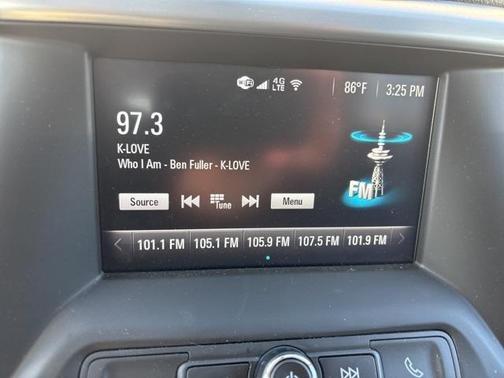 WiFi 4G LTE 86°F 3:25 PM
97.3
K-LOVE
Who I Am - Ben Fuller - K-LOVE
FM
Source Tune Menu
101.1 FM 105.1 FM 105.9 FM 107.5 FM 101.9 FM